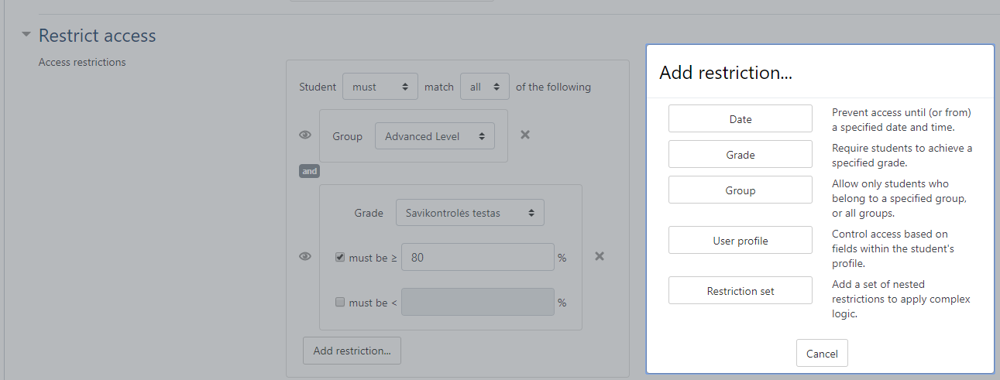 Restrict access
Access restrictions
Student must match all of the following
Group Advanced Level
and
Grade Savikontrolės testas
must be ≥ 80 %
must be < %
Add restriction...
Add restriction...
Date
Prevent access until (or from)
a specified date and time.
Grade
Require students to achieve a
specified grade.
Group
Allow only students who
belong to a specified group,
or all groups.
User profile
Control access based on
fields within the student's
profile.
Restriction set
Add a set of nested
restrictions to apply complex
logic.
Cancel